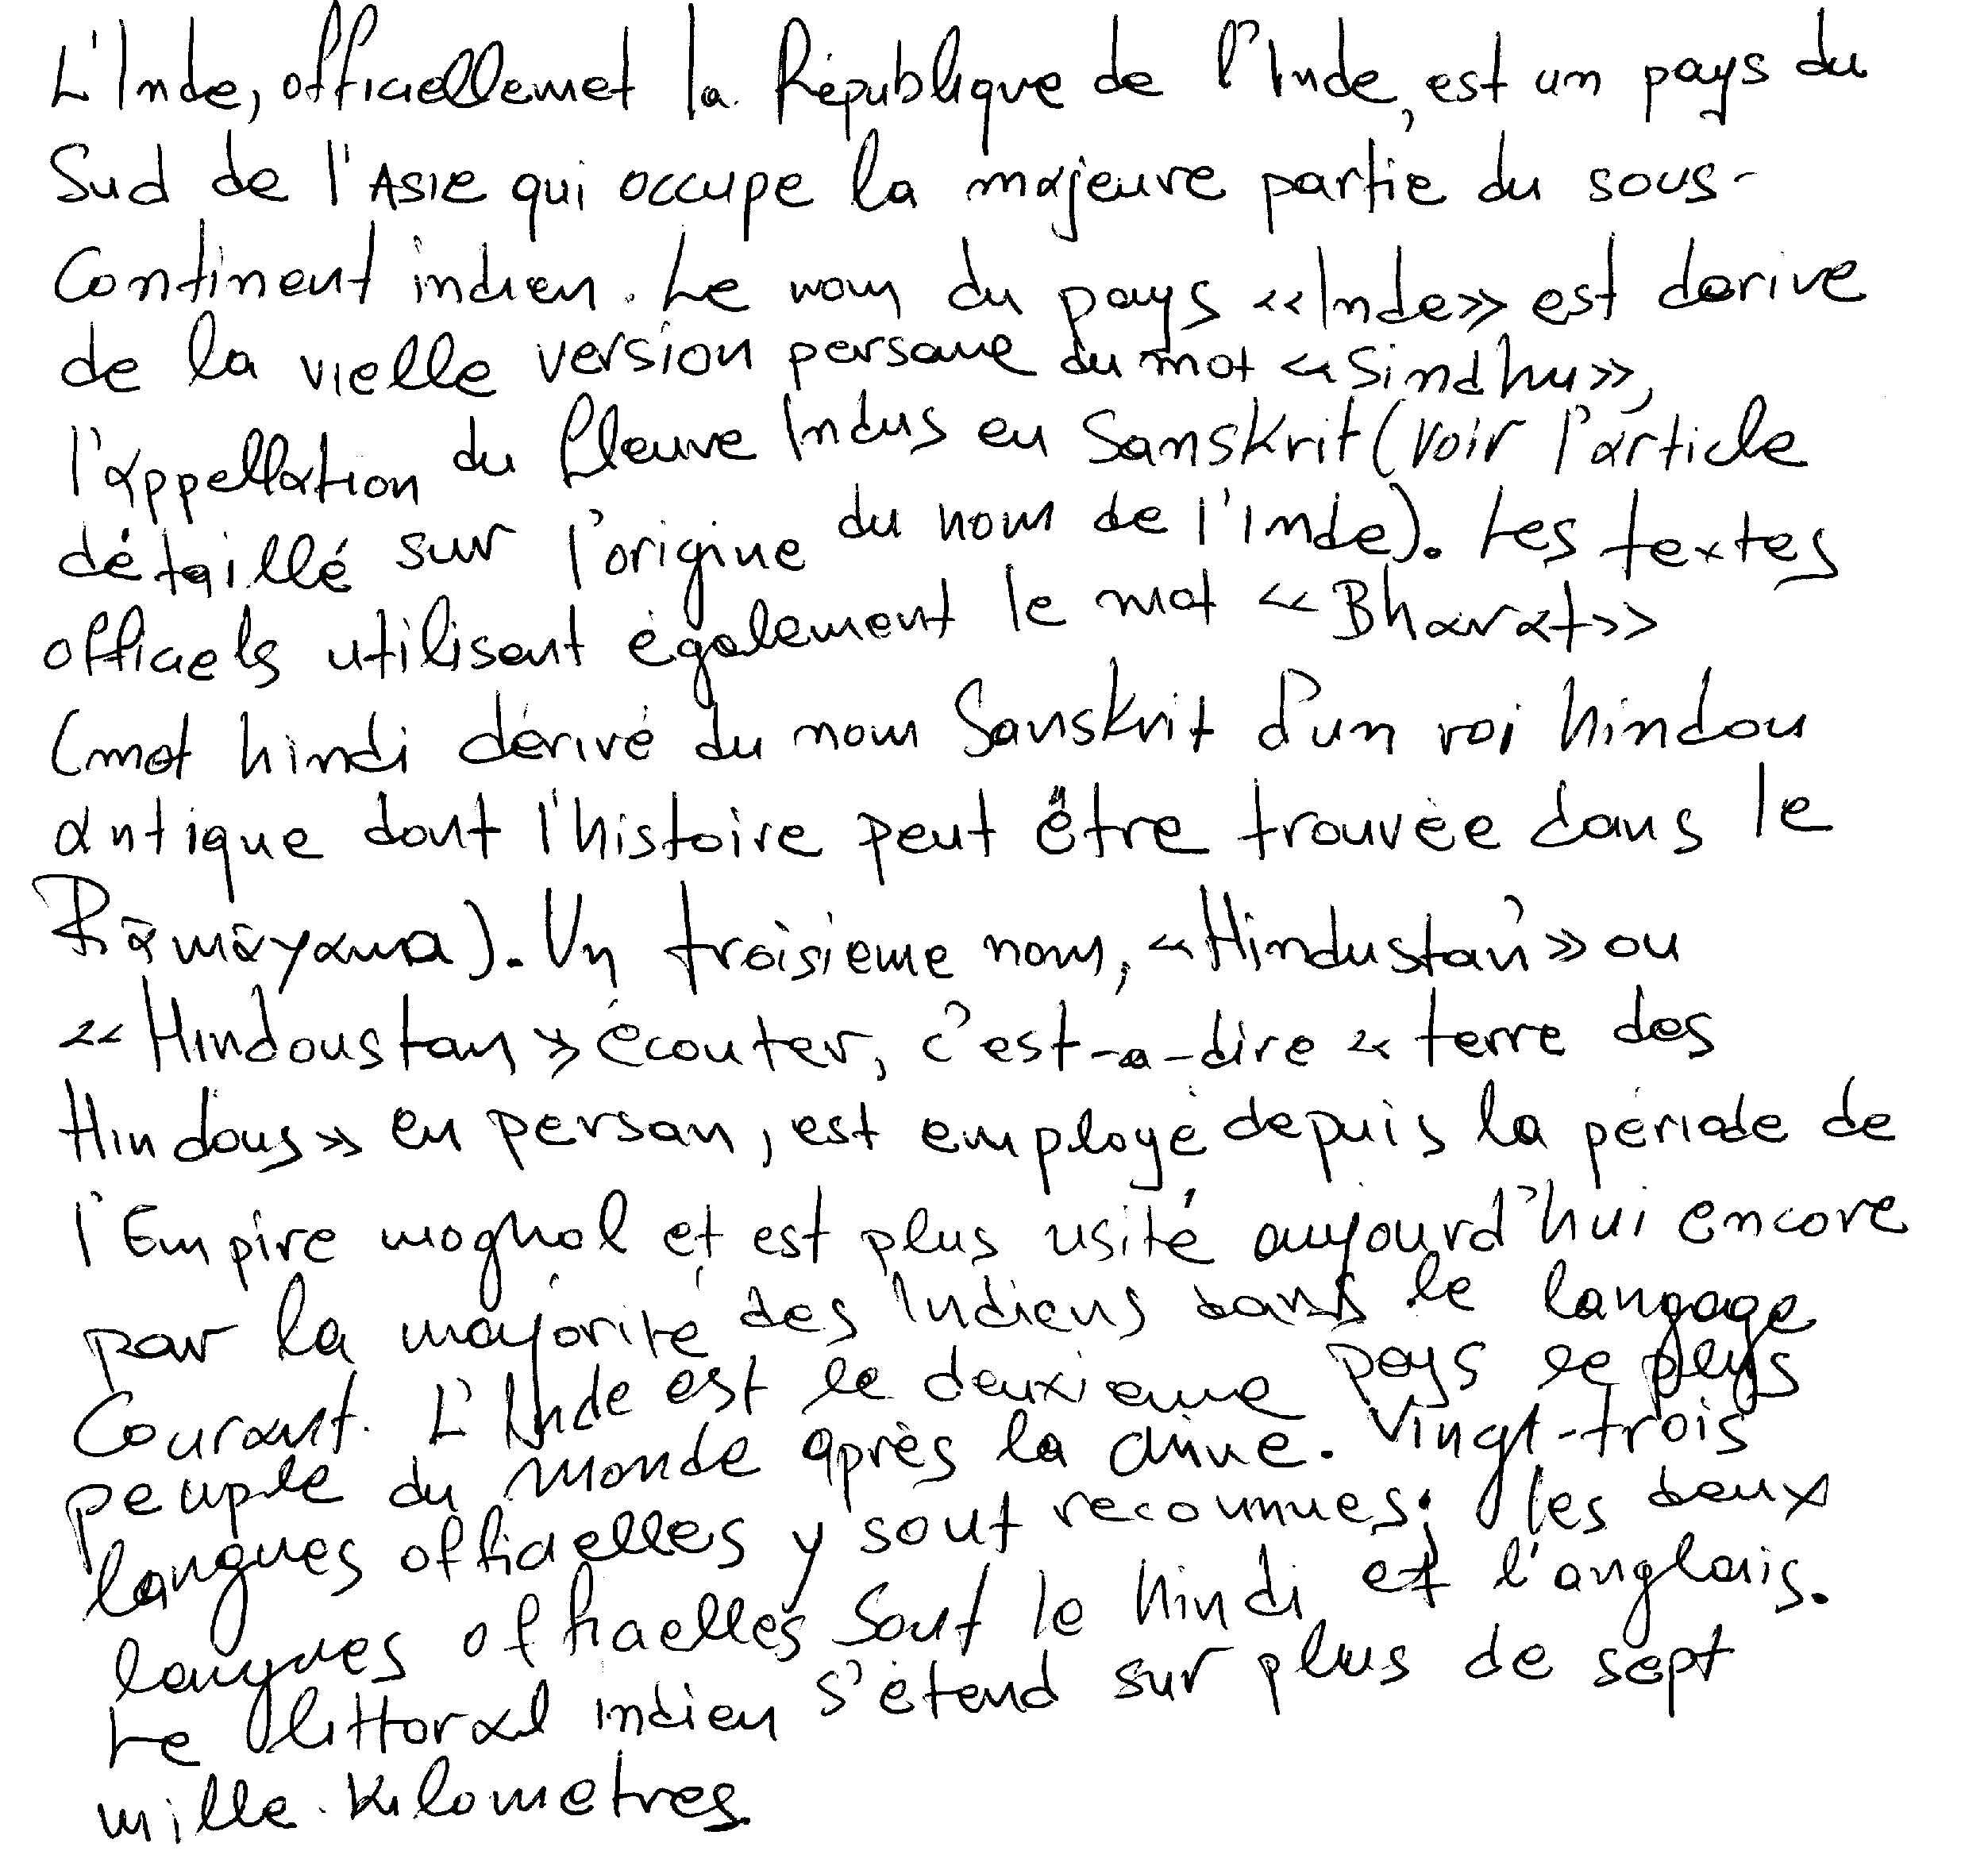 L'Inde, officiellemet la République de l'Inde, est un pays du
Sud de l'Asie qui occupe la majeure partie du sous-
Continent indien. Le nom du pays «Inde» est dérive
de la vielle version persane du mot «Sindhu»,
l'appellation du fleuve Indus en Sanskrit (voir l'article
détaillé sur l'origine du nom de l'Inde). Les textes
officiels utilisent également le mot «Bharat»
(mot hindi dérivé du nom Sanskrit d'un roi hindou
antique dont l'histoire peut être trouvée dans le
Rāmāyana). Un troisieme nom, «Hindustān» ou
«Hindoustan» écouter, c'est-a-dire «terre des
Hindous» en persan, est employé depuis la période de
l'Empire moghol et est plus usité aujourd'hui encore
par la majorité des Indiens dans le langage
Courant. L'Inde est le deuxieme pays le plus
peuple du Monde après la Chine. Vingt-trois
langues officielles y sont reconnues; les deux
langues officielles sont le hindi et l'anglais.
Le littoral indien s'étend sur plus de sept
mille kilometres.